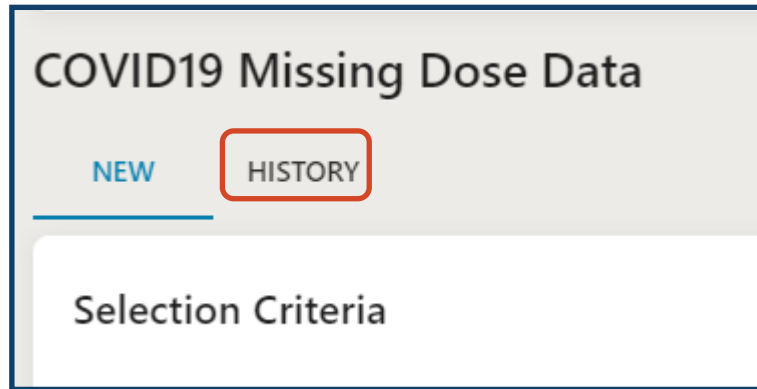 COVID19 Missing Dose Data
NEW HISTORY
Selection Criteria